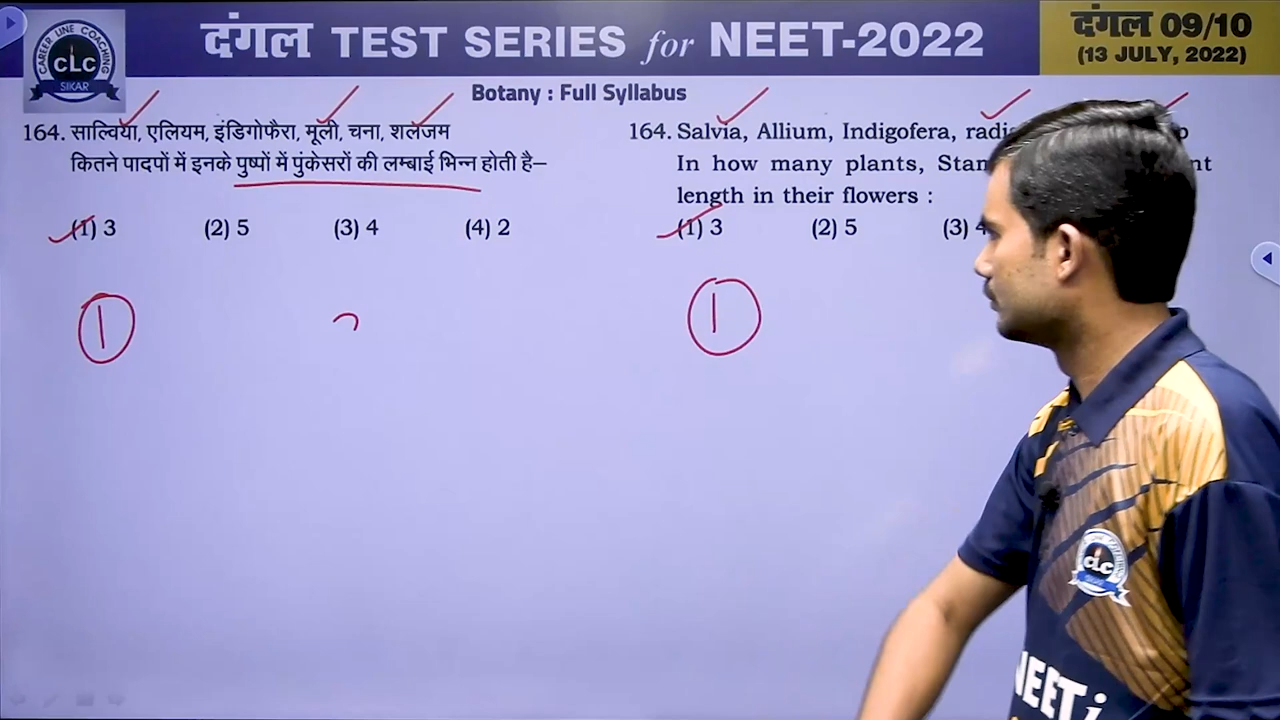 दंगल TEST SERIES for NEET-2022
दंगल 09/10
(13 JULY, 2022)
CAREER LINE COACHING
CLC
SIKAR
Botany : Full Syllabus
164. साल्विया, एलियम, इंडिगोफैरा, मूली, चना, शलजम
कितने पादपों में इनके पुष्पों में पुंकेसरों की लम्बाई भिन्न होती है–
(1) 3 (2) 5 (3) 4 (4) 2
1
164. Salvia, Allium, Indigofera,
In how many plants,
length in their flowers :
(1) 3 (2) 5 (3) 4
1
CLC
NEET